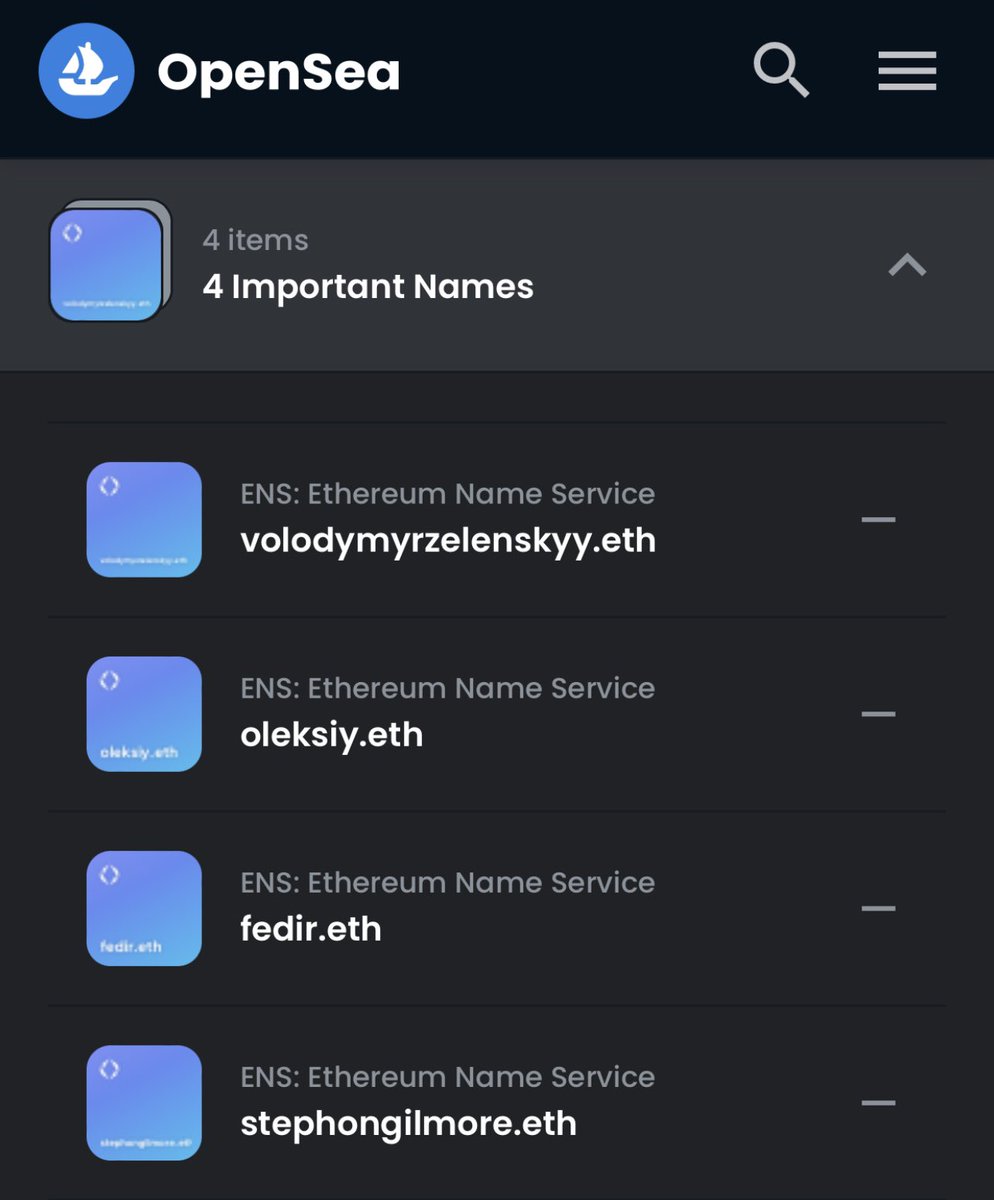 OpenSea
4 items
4 Important Names
volodymyrzelenskyy.eth
ENS: Ethereum Name Service
volodymyrzelenskyy.eth
volodymyrzelenskyy.eth
ENS: Ethereum Name Service
oleksiy.eth
oleksiy.eth
ENS: Ethereum Name Service
fedir.eth
fedir.eth
ENS: Ethereum Name Service
stephongilmore.eth
stephongilmore.eth